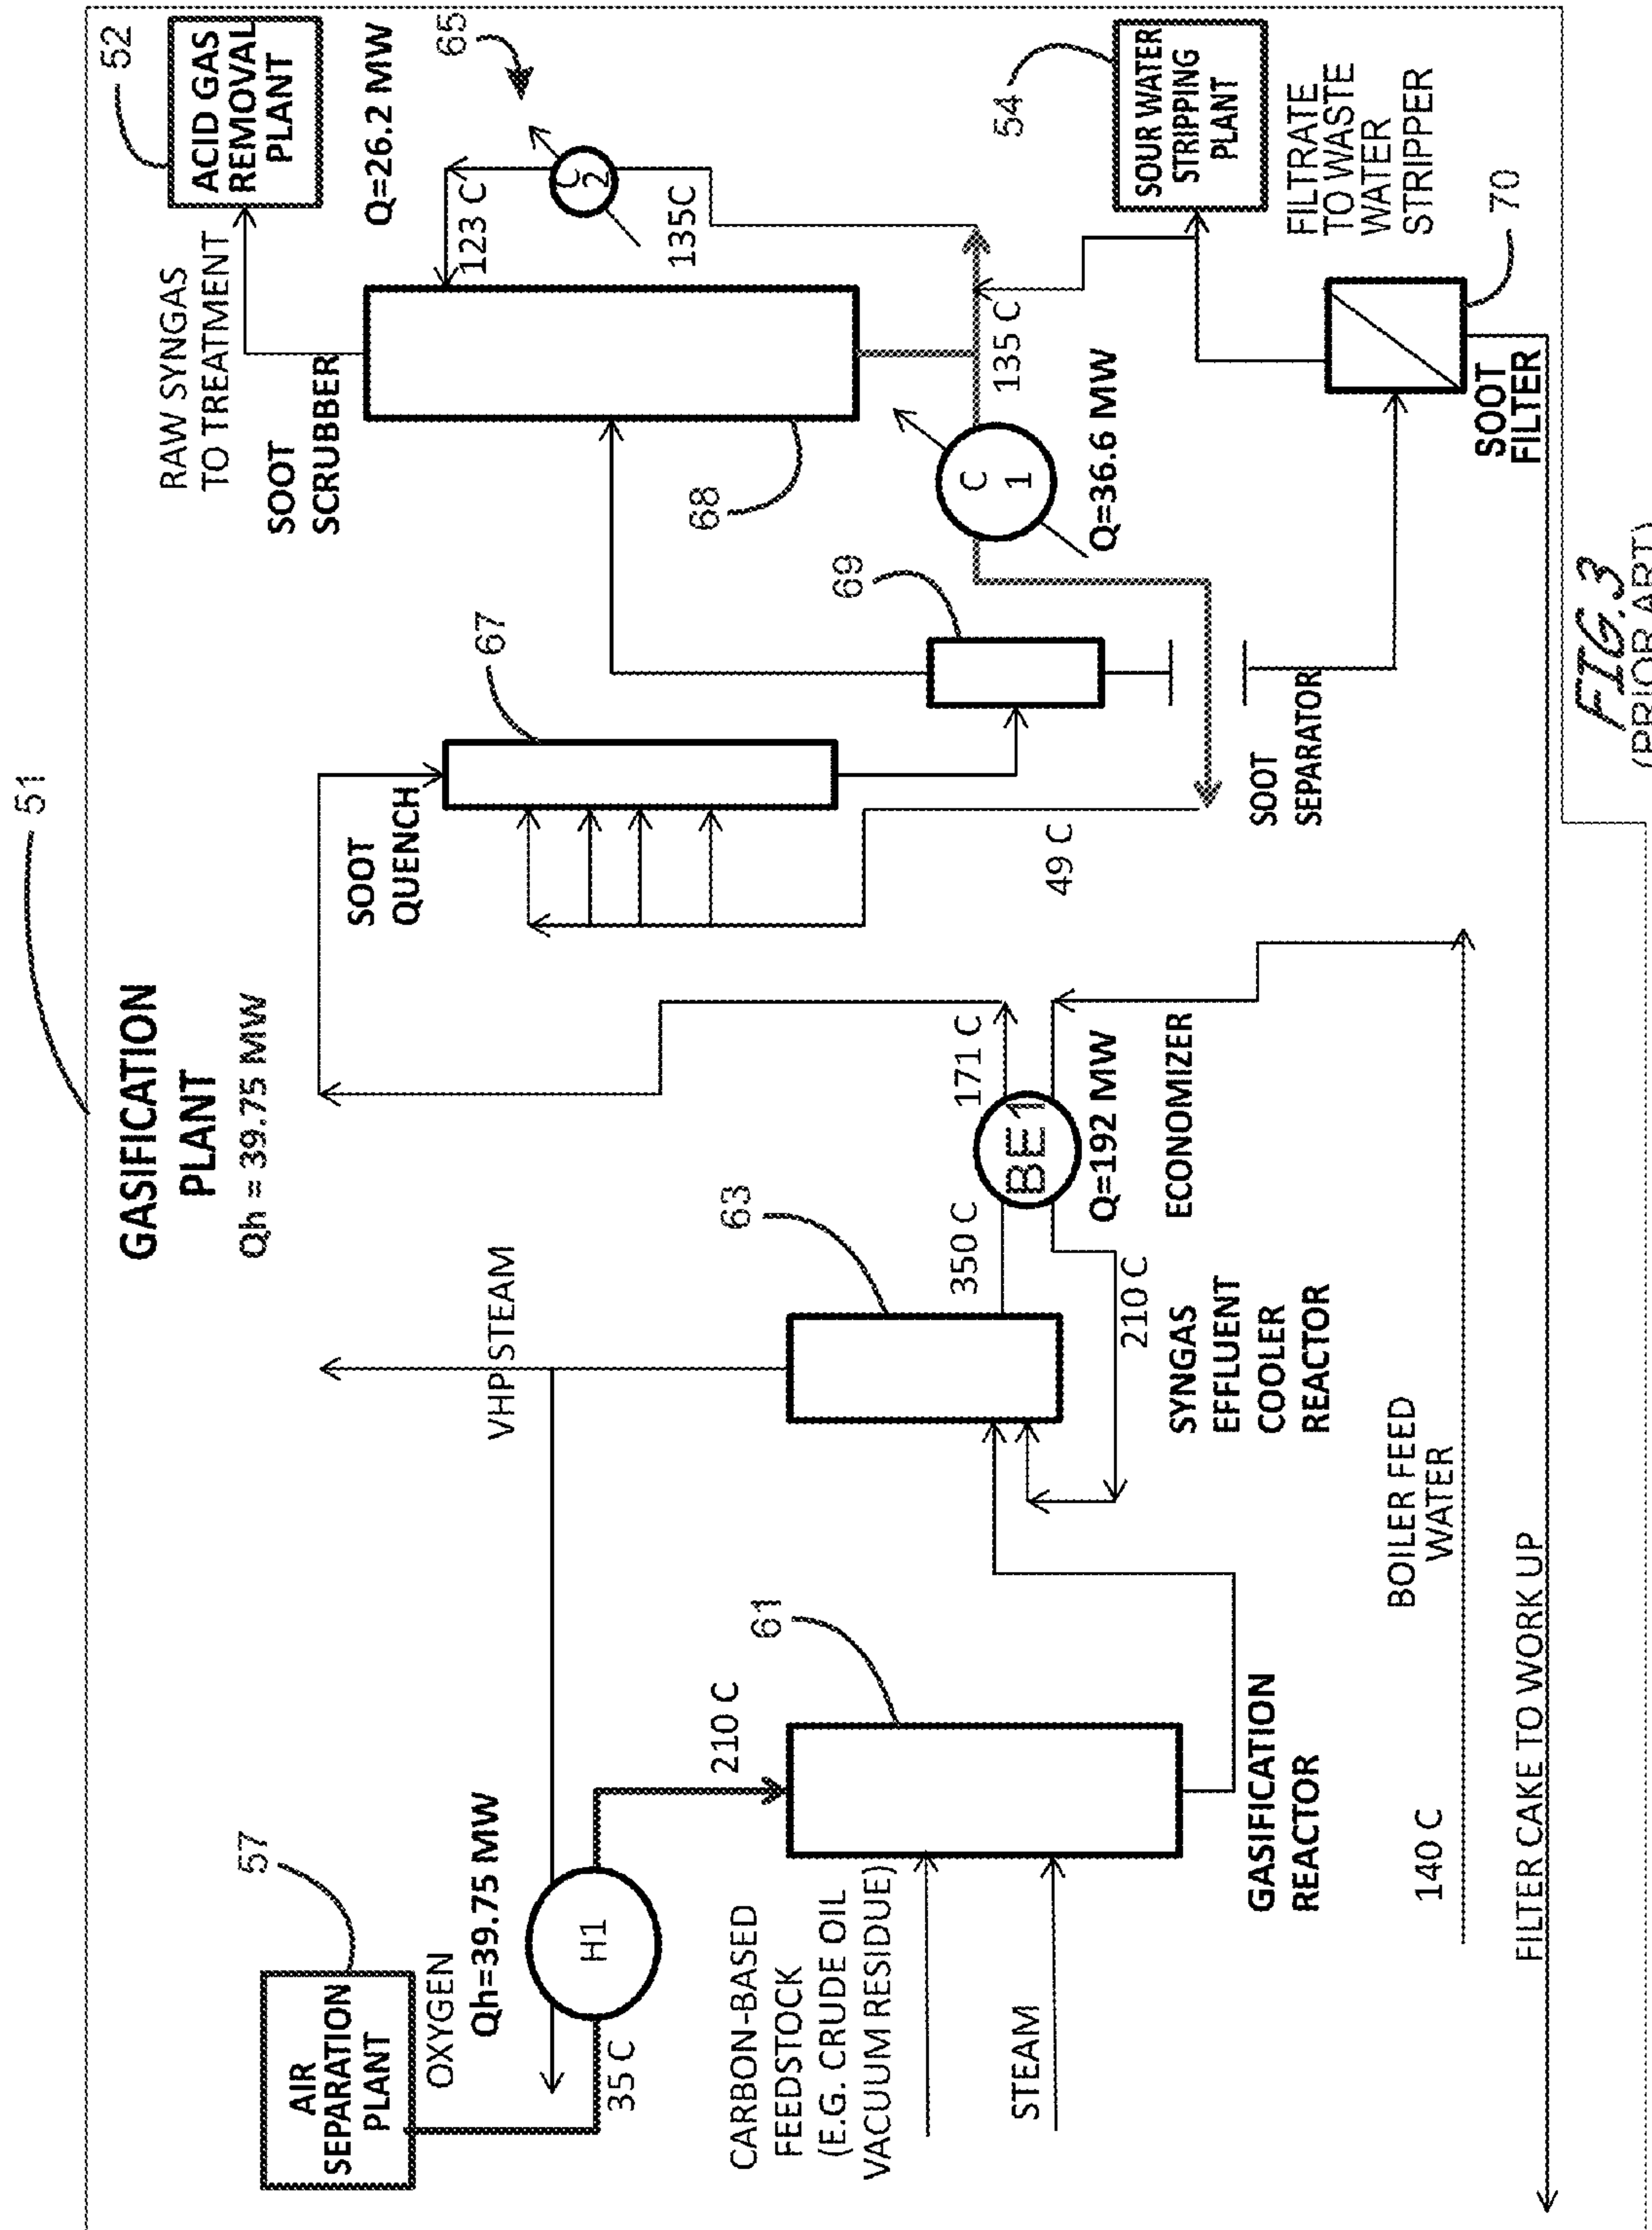 51
GASIFICATION
PLANT
Qh = 39.75 MW
57
AIR
SEPARATION
PLANT
OXYGEN
Qh=39.75 MW
35 C
H1
210 C
VHP STEAM
CARBON-BASED
FEEDSTOCK
(E.G. CRUDE OIL
VACUUM RESIDUE)
STEAM
61
GASIFICATION
REACTOR
63
350 C
171 C
BE1
Q=192 MW
ECONOMIZER
210 C
SYNGAS
EFFLUENT
COOLER
REACTOR
BOILER FEED
WATER
140 C
FILTER CAKE TO WORK UP
SOOT
QUENCH
67
49 C
69
SOOT
SEPARATOR
RAW SYNGAS
TO TREATMENT
SOOT
SCRUBBER
68
52
ACID GAS
REMOVAL
PLANT
Q=26.2 MW
65
123 C
C
2
135C
135 C
C
1
Q=36.6 MW
54
SOUR WATER
STRIPPING
PLANT
FILTRATE
TO WASTE
WATER
STRIPPER
70
SOOT
FILTER
FIG.3
(PRIOR ART)